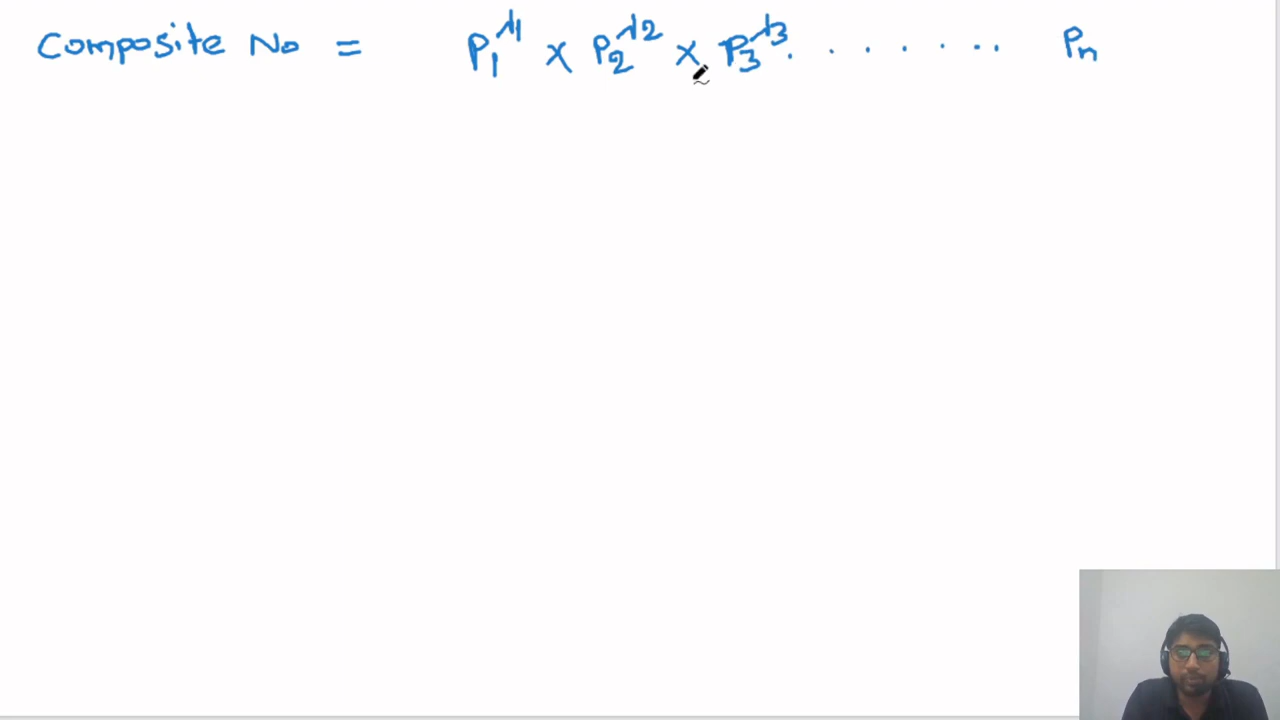 Composite No = P₁^λ1 × P₂^λ2 × P₃^λ3 . . . . . . . . Pn